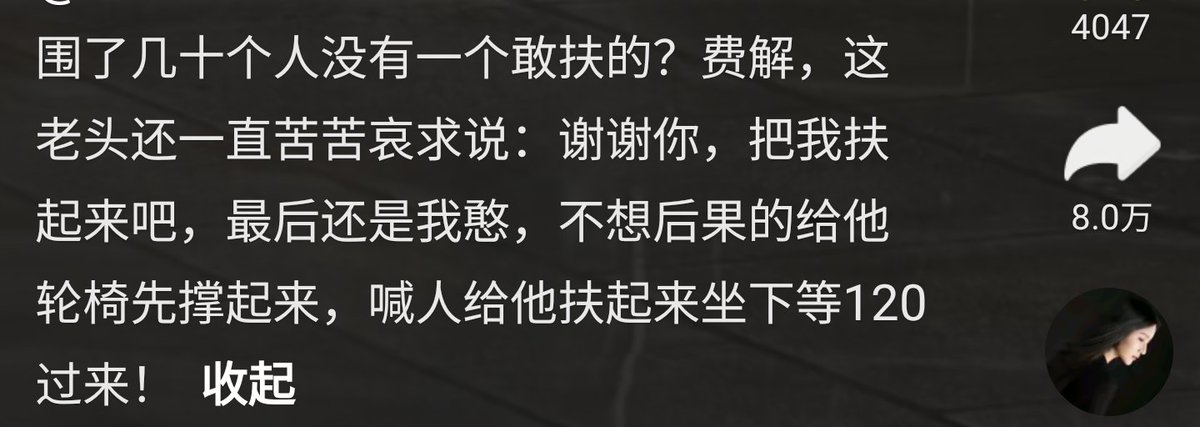 围了几十个人没有一个敢扶的？费解，这
老头还一直苦苦哀求说：谢谢你，把我扶
起来吧，最后还是我憨，不想后果的给他
轮椅先撑起来，喊人给他扶起来坐下等120
过来！ 收起
4047
8.0万